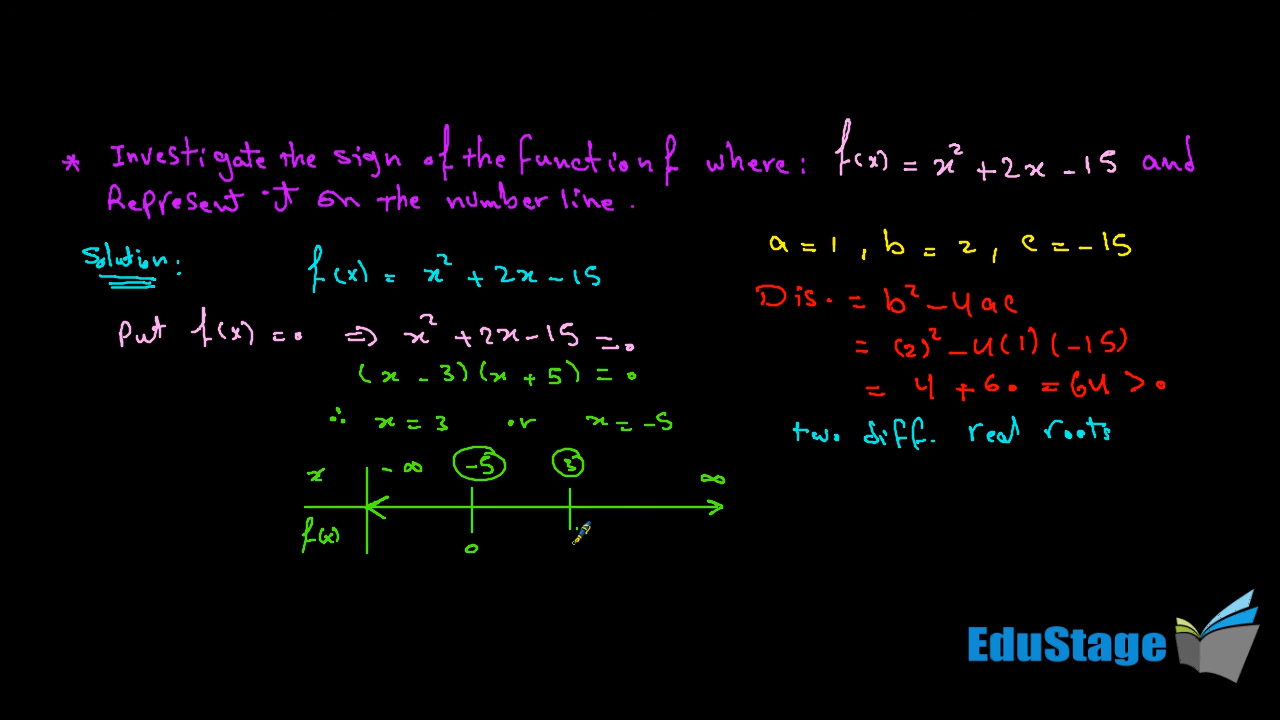 * Investigate the sign of the function f where: f(x) = x² + 2x - 15 and
Represent it on the number line.
Solution:
f(x) = x² + 2x - 15
Put f(x) = 0 ⇒ x² + 2x - 15 = 0
(x - 3)(x + 5) = 0
∴ x = 3 or x = -5
x -∞ -5 3 ∞
f(x) 0
a = 1, b = 2, c = -15
Dis. = b² - 4ac
= (2)² - 4(1)(-15)
= 4 + 60 = 64 > 0
two diff. real roots
EduStage